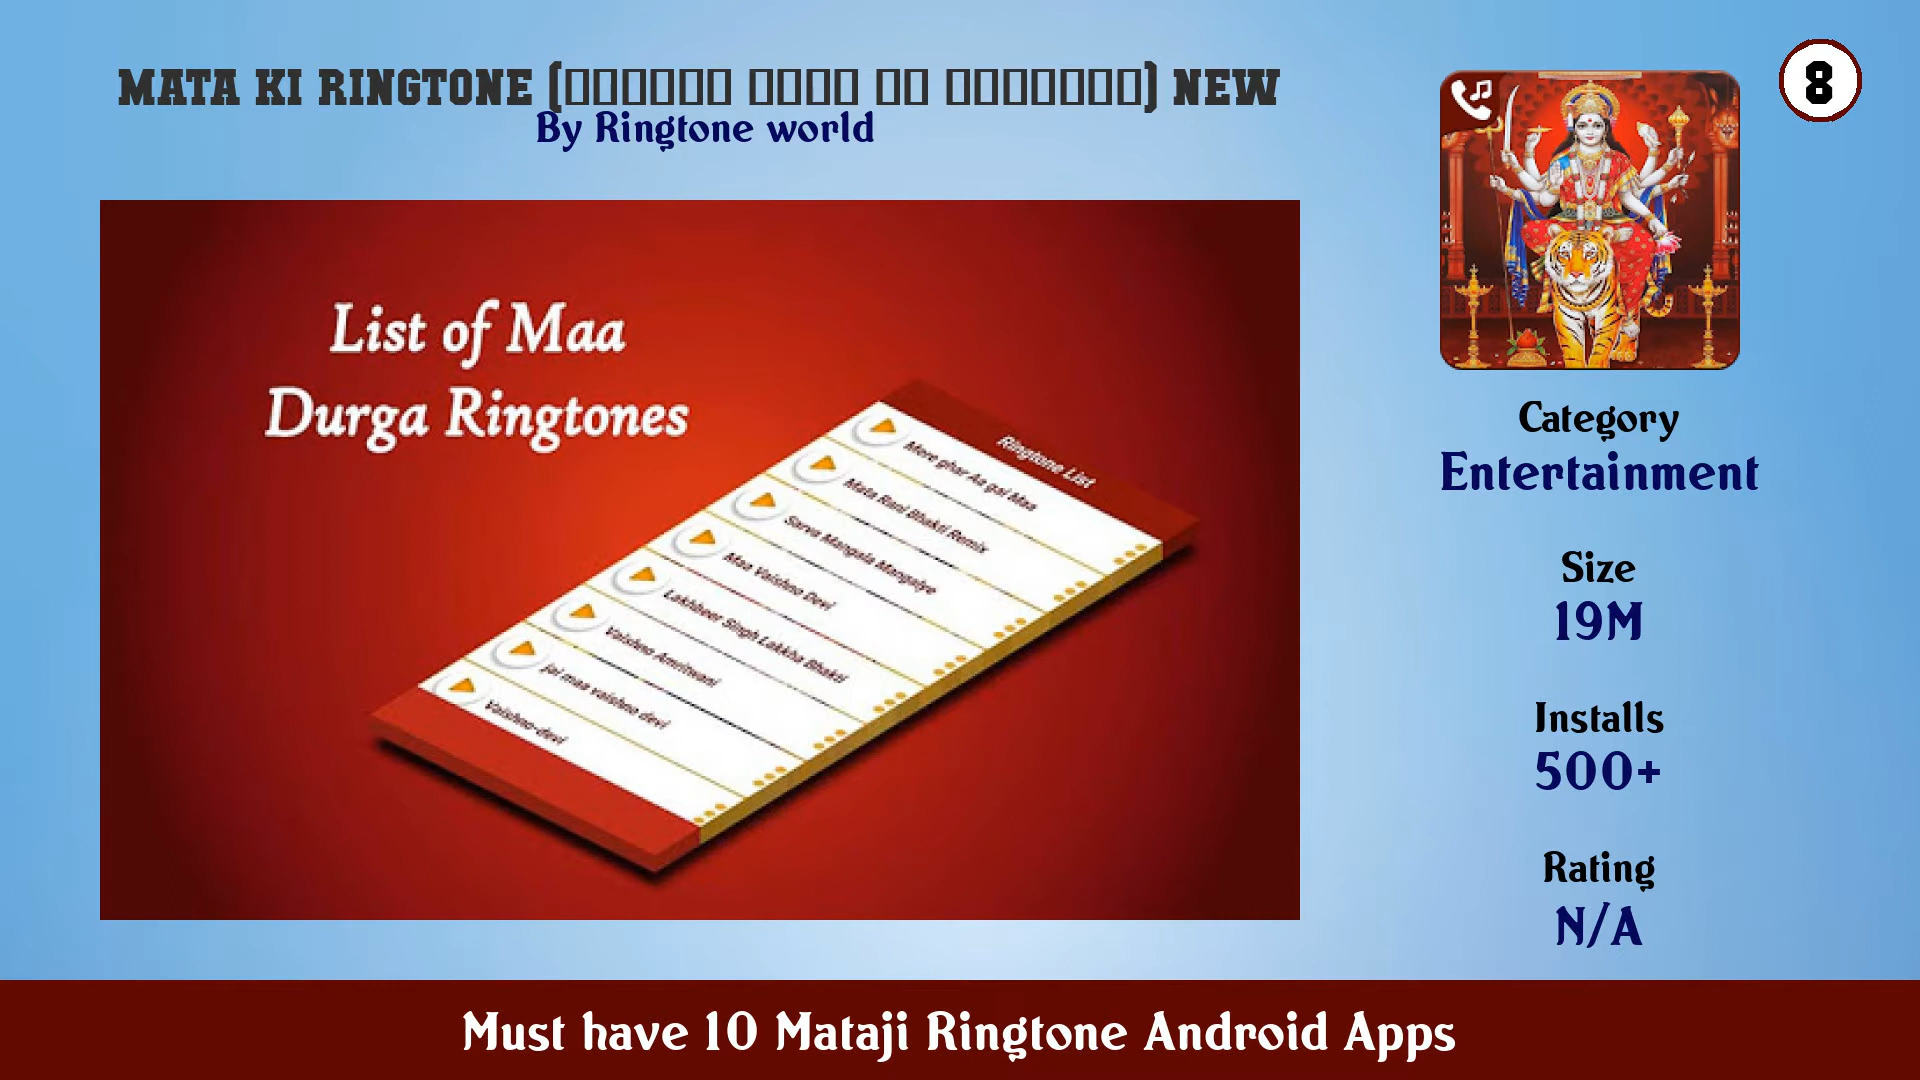 MATA KI RINGTONE (□□□□□□ □□□□ □□ □□□□□□□) NEW
By Ringtone world
8
List of Maa
Durga Ringtones
Ringtone List
More ghar Aa gai Maa
Mata Rani Bhakti Remix
Sarva Mangala Mangalye
Maa Vaishno Devi
Lakhbeer Singh Lakkha Bhakti
Vaishno Amritwani
jai maa vaishno devi
Vaishno-devi
Category
Entertainment
Size
19M
Installs
500+
Rating
N/A
Must have 10 Mataji Ringtone Android Apps